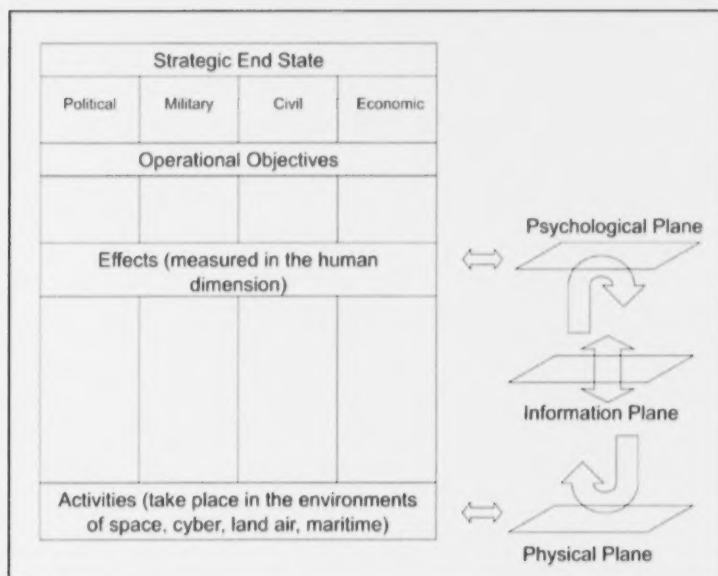 Strategic End State
Political Military Civil Economic
Operational Objectives
Effects (measured in the human
dimension)
Activities (take place in the environments
of space, cyber, land air, maritime)
Psychological Plane
Information Plane
Physical Plane